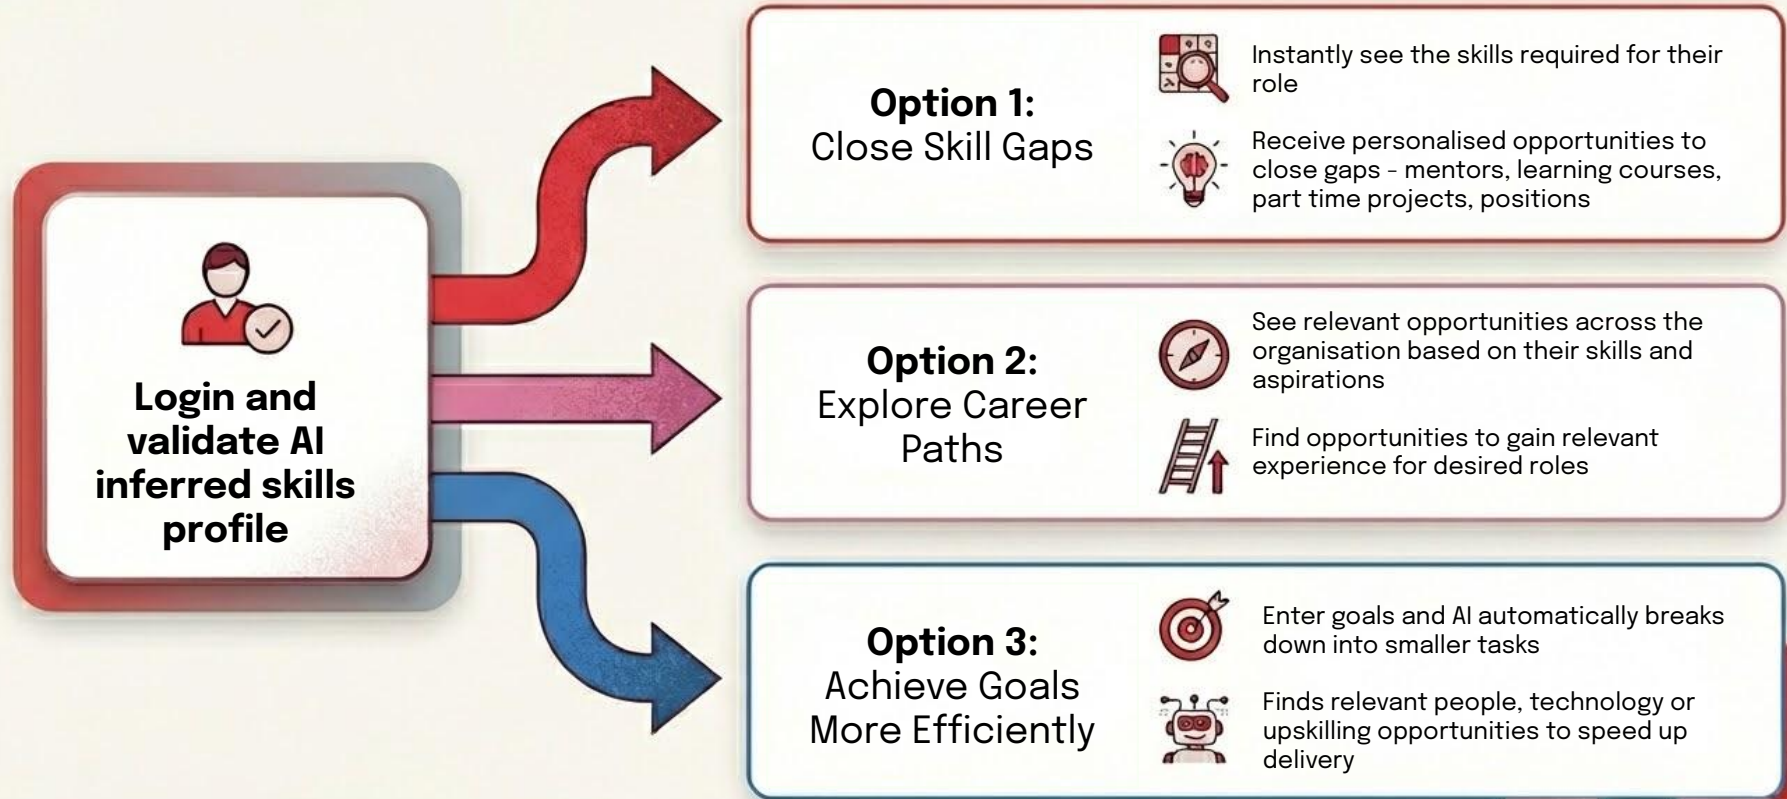 Login and
validate AI
inferred skills
profile
Option 1:
Close Skill Gaps
Instantly see the skills required for their
role
Receive personalised opportunities to
close gaps - mentors, learning courses,
part time projects, positions
Option 2:
Explore Career
Paths
See relevant opportunities across the
organisation based on their skills and
aspirations
Find opportunities to gain relevant
experience for desired roles
Option 3:
Achieve Goals
More Efficiently
Enter goals and AI automatically breaks
down into smaller tasks
Finds relevant people, technology or
upskilling opportunities to speed up
delivery